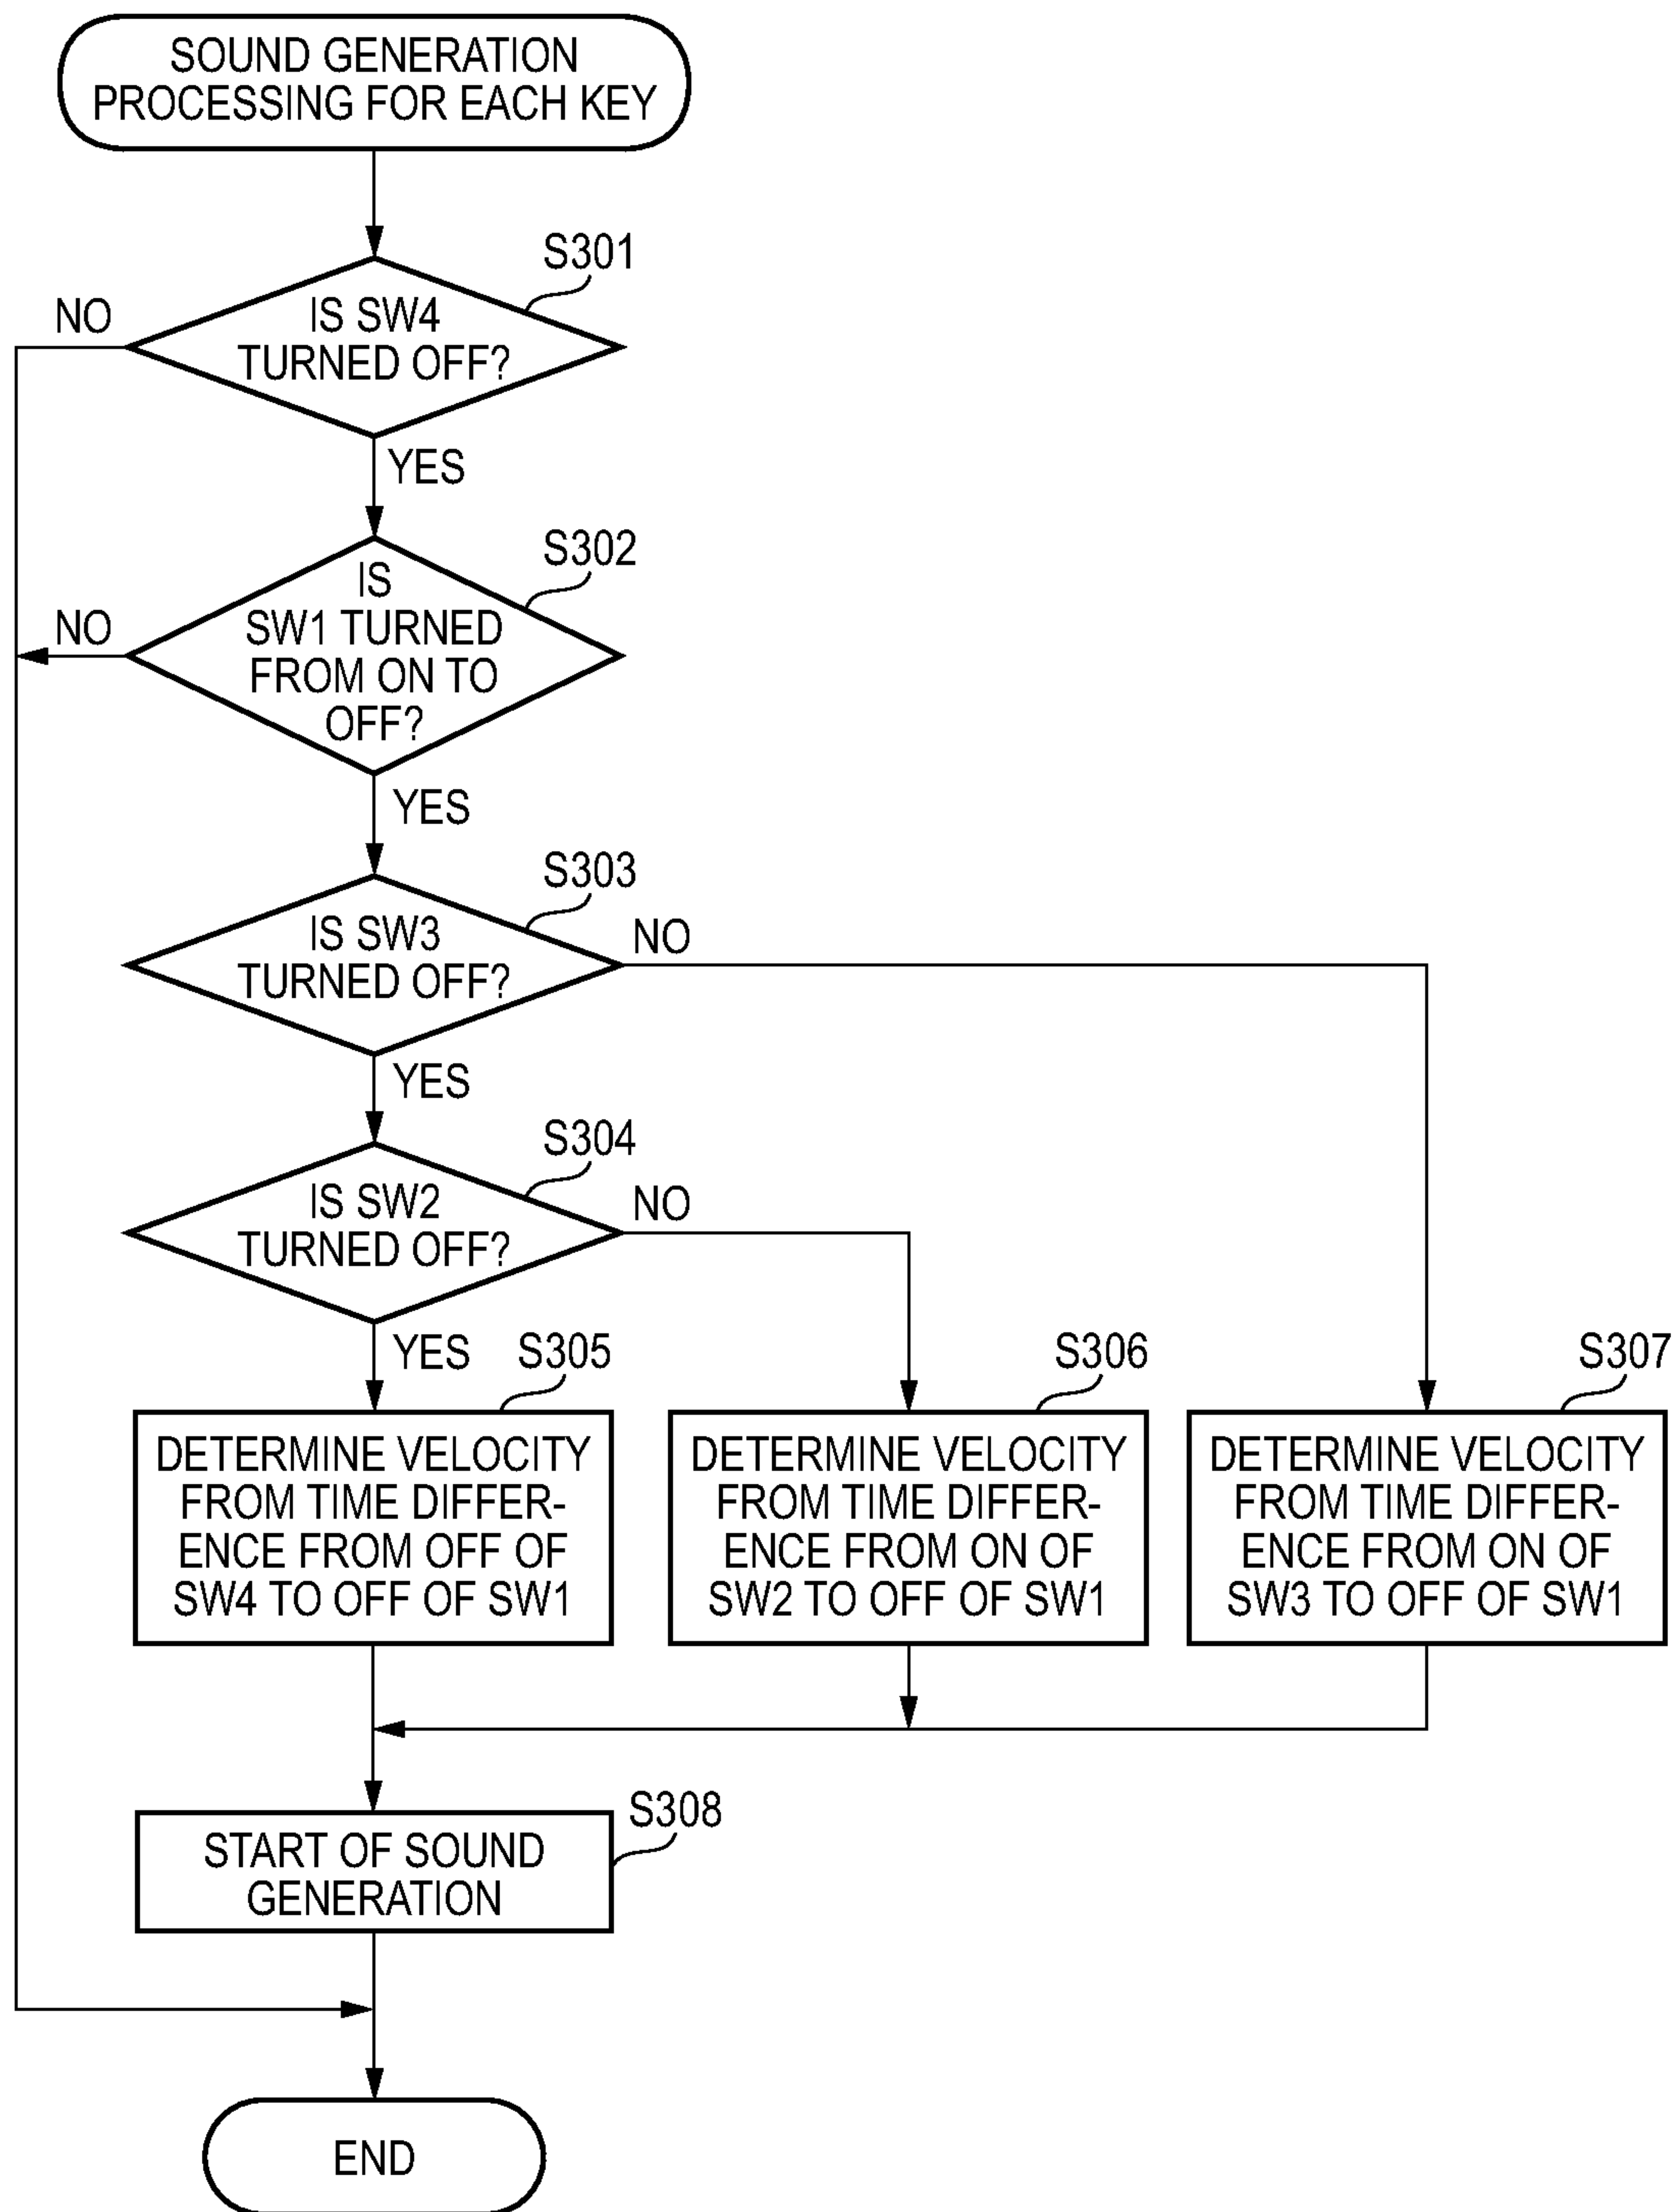 SOUND GENERATION
PROCESSING FOR EACH KEY
S301
NO
IS SW4
TURNED OFF?
YES
S302
NO
IS
SW1 TURNED
FROM ON TO
OFF?
YES
S303
IS SW3
TURNED OFF?
NO
YES
S304
IS SW2
TURNED OFF?
NO
YES
S305
DETERMINE VELOCITY
FROM TIME DIFFER-
ENCE FROM OFF OF
SW4 TO OFF OF SW1
S306
DETERMINE VELOCITY
FROM TIME DIFFER-
ENCE FROM ON OF
SW2 TO OFF OF SW1
S307
DETERMINE VELOCITY
FROM TIME DIFFER-
ENCE FROM ON OF
SW3 TO OFF OF SW1
S308
START OF SOUND
GENERATION
END